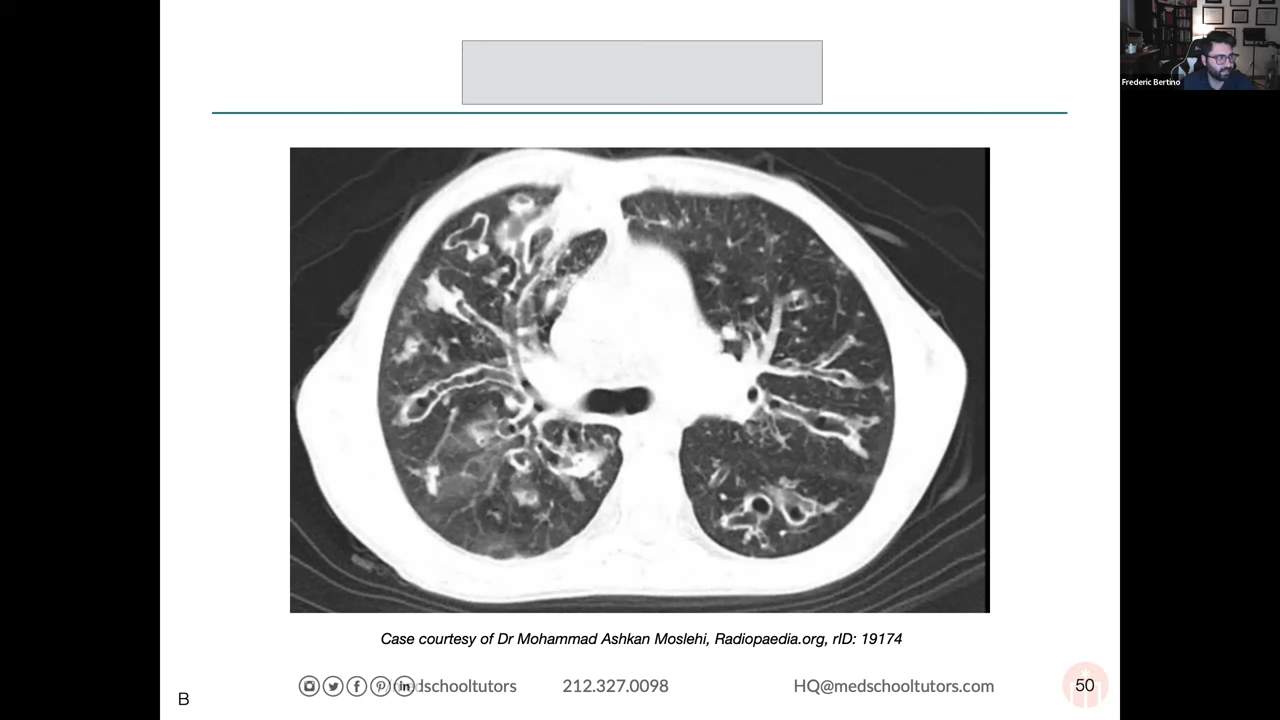 Frederic Bertino
Case courtesy of Dr Mohammad Ashkan Moslehi, Radiopaedia.org, rID: 19174
B
dschooltutors 212.327.0098 HQ@medschooltutors.com 50